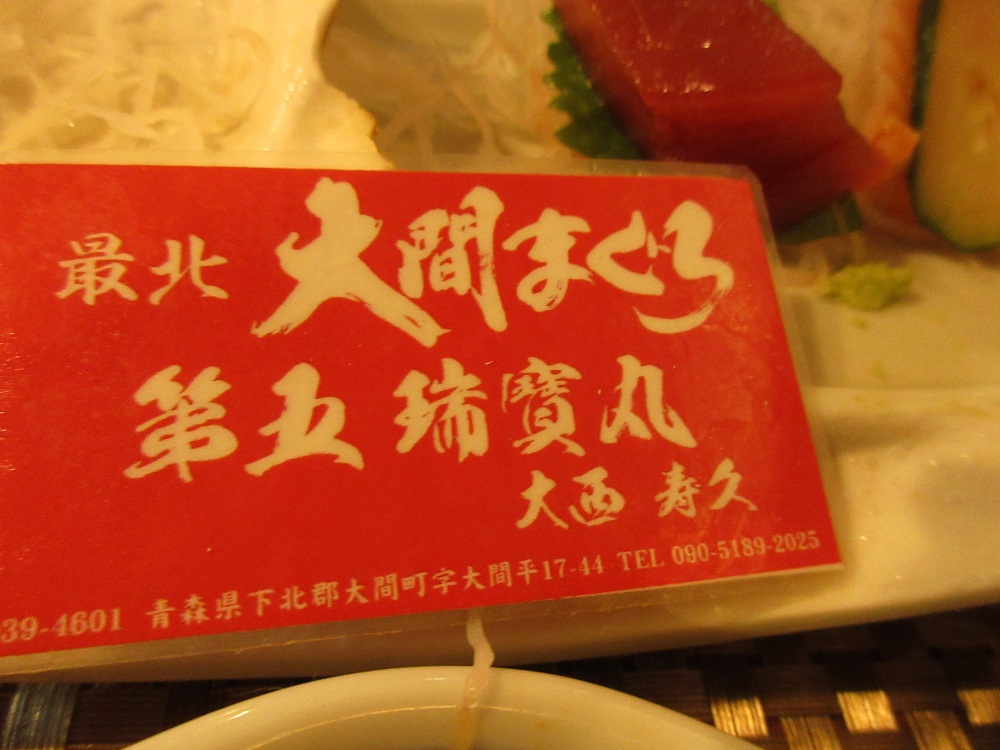 最北 大間まぐろ
第五 瑞寶丸
大西 寿久
039-4601 青森県下北郡大間町字大間平17-44 TEL 090-5189-2025